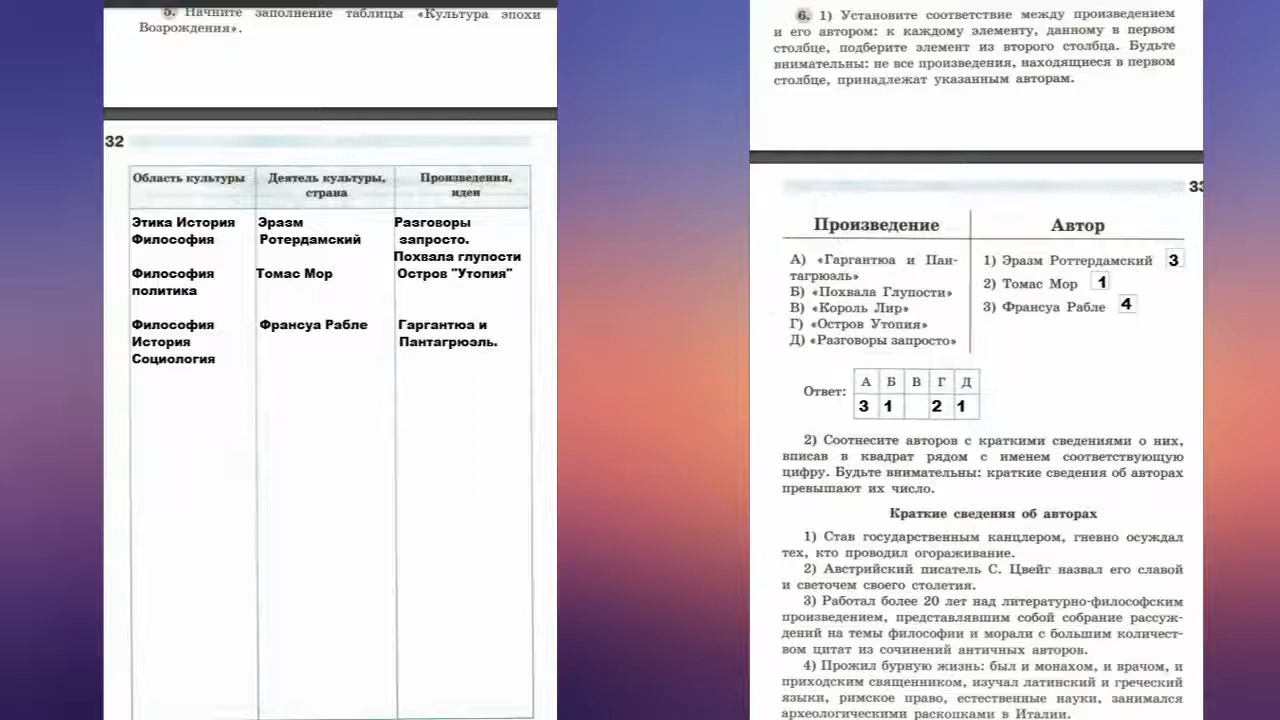 5. Начните заполнение таблицы «Культура эпохи
Возрождения».
32
Область культуры
Деятель культуры,
страна
Произведения,
идеи
Этика История
Философия
Эразм
Ротердамский
Разговоры
запросто.
Похвала глупости
Философия
политика
Томас Мор
Остров "Утопия"
Философия
История
Социология
Франсуа Рабле
Гаргантюа и
Пантагрюэль.
6. 1) Установите соответствие между произведением
и его автором: к каждому элементу, данному в первом
столбце, подберите элемент из второго столбца. Будьте
внимательны: не все произведения, находящиеся в первом
столбце, принадлежат указанным авторам.
33
Произведение
Автор
А) «Гаргантюа и Пан-
тагрюэль»
Б) «Похвала Глупости»
В) «Король Лир»
Г) «Остров Утопия»
Д) «Разговоры запросто»
1) Эразм Роттердамский 3
2) Томас Мор 1
3) Франсуа Рабле 4
Ответ:
А Б В Г Д
3 1 2 1
2) Соотнесите авторов с краткими сведениями о них,
вписав в квадрат рядом с именем соответствующую
цифру. Будьте внимательны: краткие сведения об авторах
превышают их число.
Краткие сведения об авторах
1) Став государственным канцлером, гневно осуждал
тех, кто проводил огораживание.
2) Австрийский писатель С. Цвейг назвал его славой
и светочем своего столетия.
3) Работал более 20 лет над литературно-философским
произведением, представлявшим собой собрание рассуж-
дений на темы философии и морали с большим количест-
вом цитат из сочинений античных авторов.
4) Прожил бурную жизнь: был и монахом, и врачом, и
приходским священником, изучал латинский и греческий
языки, римское право, естественные науки, занимался
археологическими раскопками в Италии.